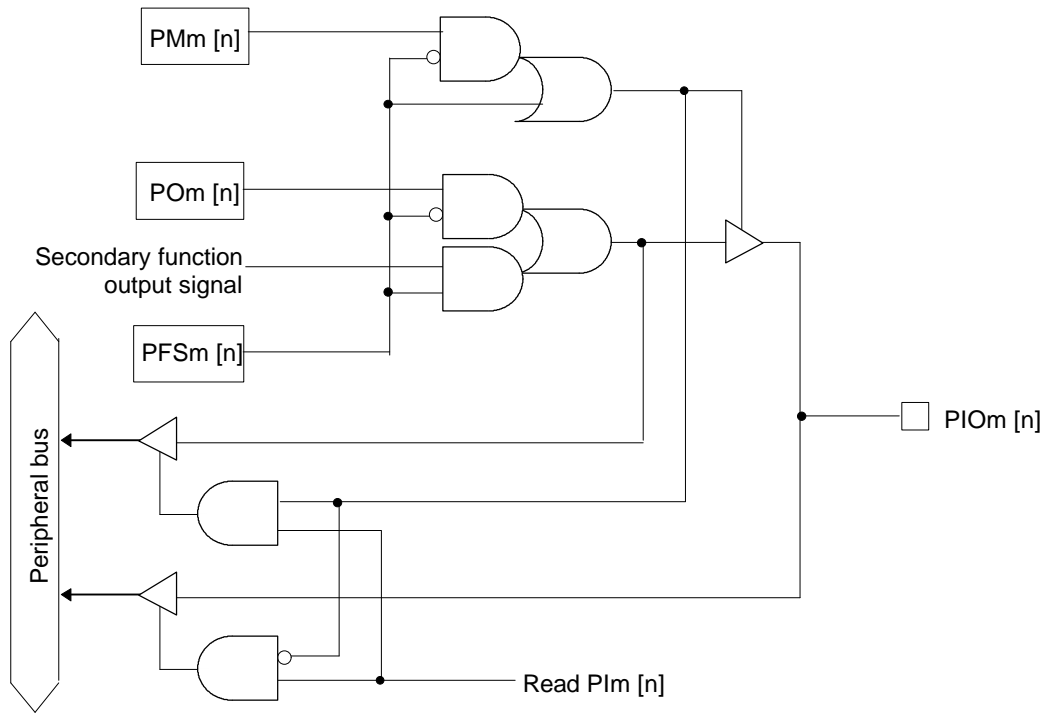 PMm [n]
POm [n]
Secondary function
output signal
PFSm [n]
PIOm [n]
Peripheral bus
Read PIm [n]